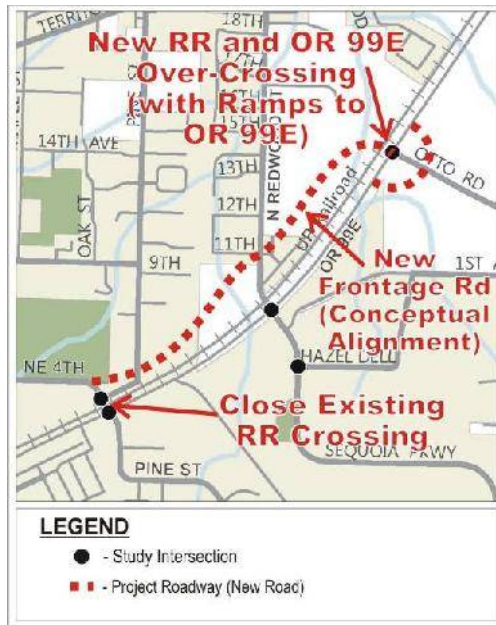 18TH
New RR and OR 99E
Over-Crossing
(with Ramps to
OR 99E)
14TH AVE
13TH
12TH
11TH
N REDWOOD
OAK ST
9TH
OTTO RD
UP Railroad
OR 99E
New
Frontage Rd
(Conceptual
Alignment)
1ST A
HAZEL DELL
NE 4TH
Close Existing
RR Crossing
PINE ST
SEQUOIA PKWY
LEGEND
- Study Intersection
- Project Roadway (New Road)